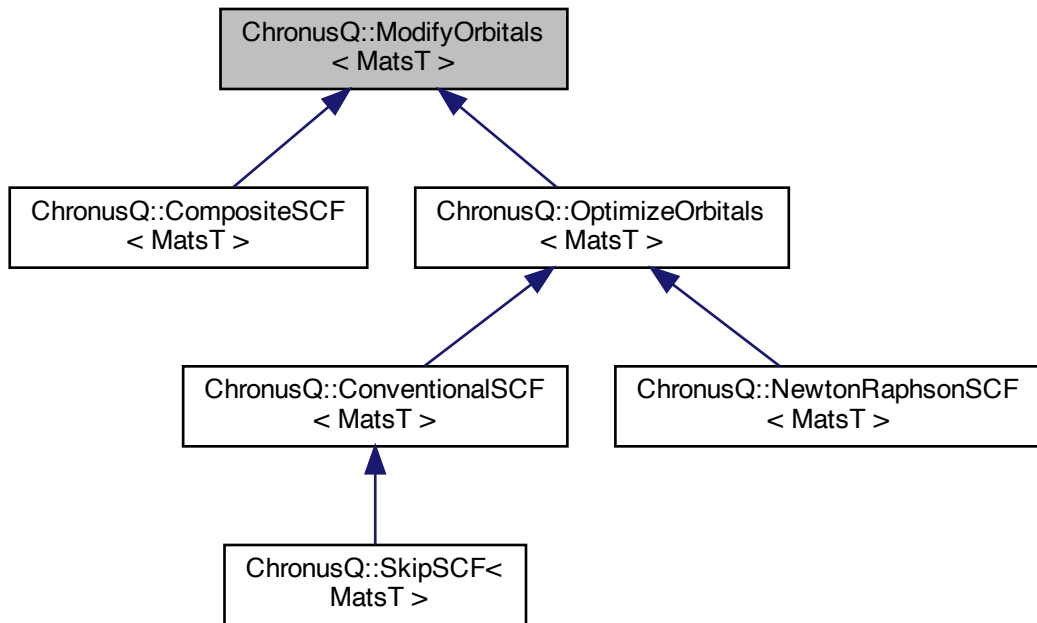 ChronusQ::ModifyOrbitals
< MatsT >
ChronusQ::CompositeSCF
< MatsT >
ChronusQ::OptimizeOrbitals
< MatsT >
ChronusQ::ConventionalSCF
< MatsT >
ChronusQ::NewtonRaphsonSCF
< MatsT >
ChronusQ::SkipSCF<
MatsT >